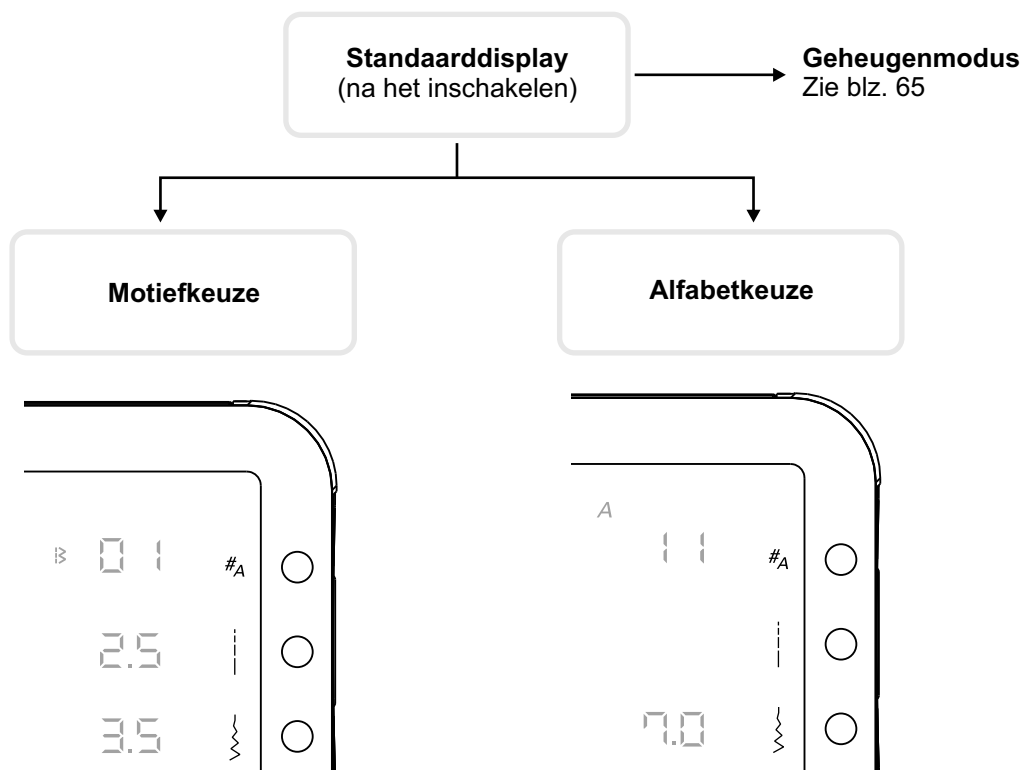 Standaarddisplay
(na het inschakelen)
Geheugenmodus
Zie blz. 65
Motiefkeuze
Alfabetkeuze
01 #A
2.5
3.5
A
11 #A
7.0